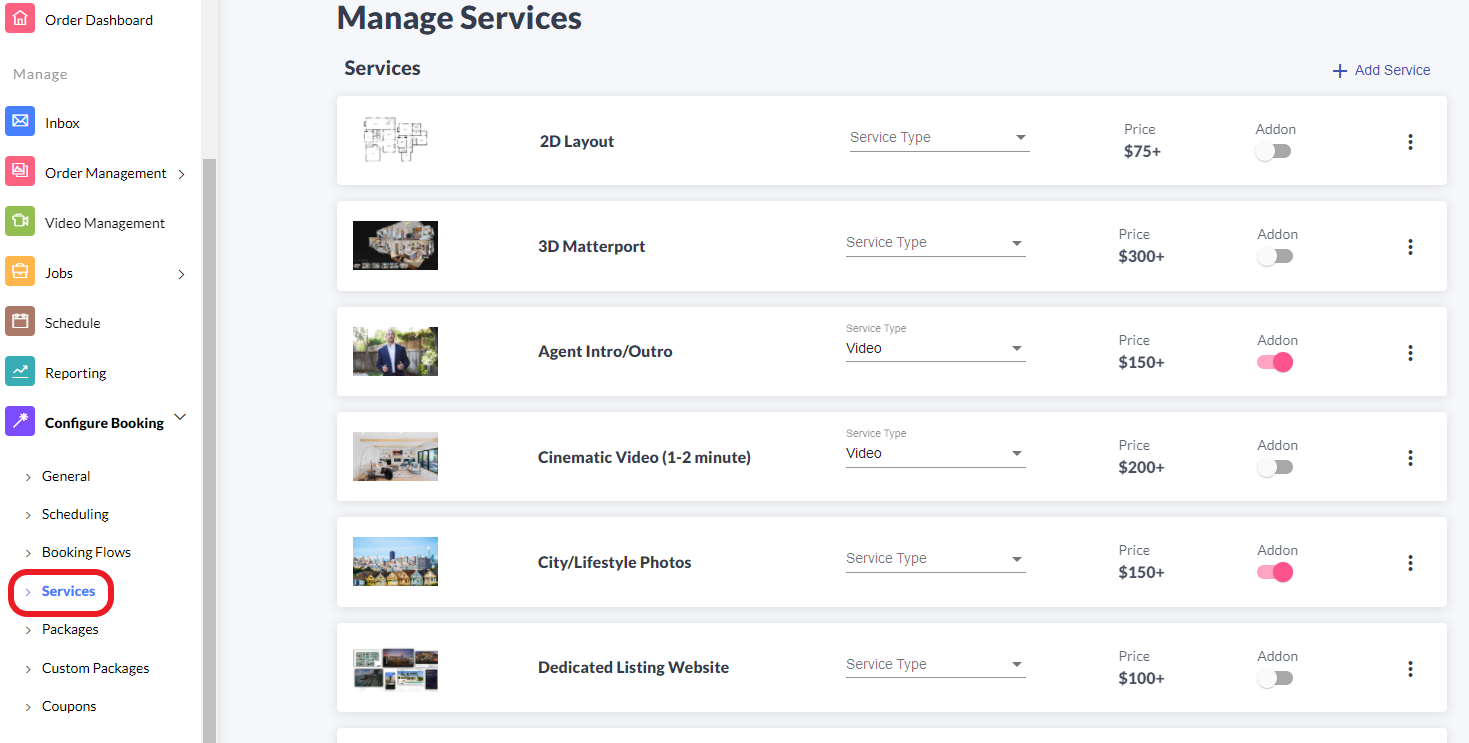 Order Dashboard
Manage
Inbox
Order Management
Video Management
Jobs
Schedule
Reporting
Configure Booking
General
Scheduling
Booking Flows
Services
Packages
Custom Packages
Coupons
Manage Services
Services
Add Service
2D Layout
Service Type
Price
$75+
Addon
3D Matterport
Service Type
Price
$300+
Addon
Agent Intro/Outro
Service Type
Video
Price
$150+
Addon
Cinematic Video (1-2 minute)
Service Type
Video
Price
$200+
Addon
City/Lifestyle Photos
Service Type
Price
$150+
Addon
Dedicated Listing Website
Service Type
Price
$100+
Addon